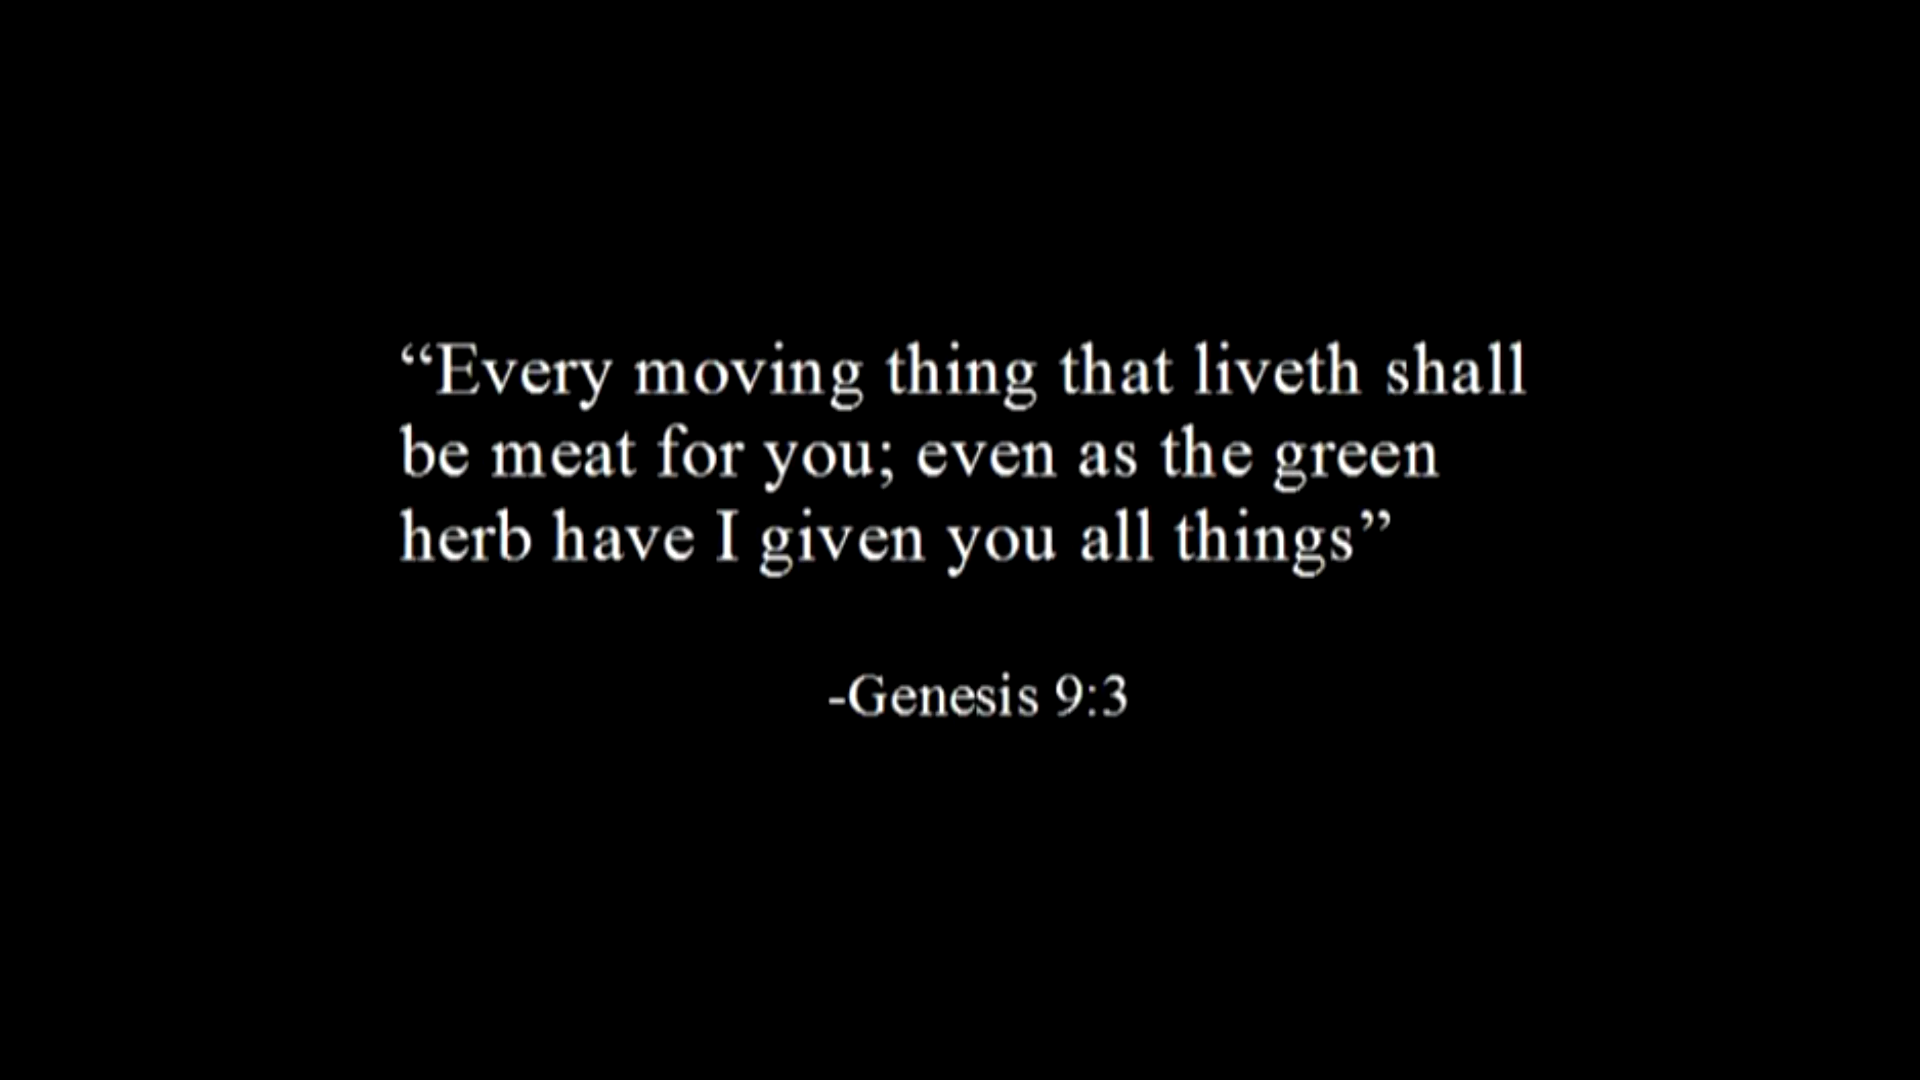 “Every moving thing that liveth shall
be meat for you; even as the green
herb have I given you all things”
-Genesis 9:3